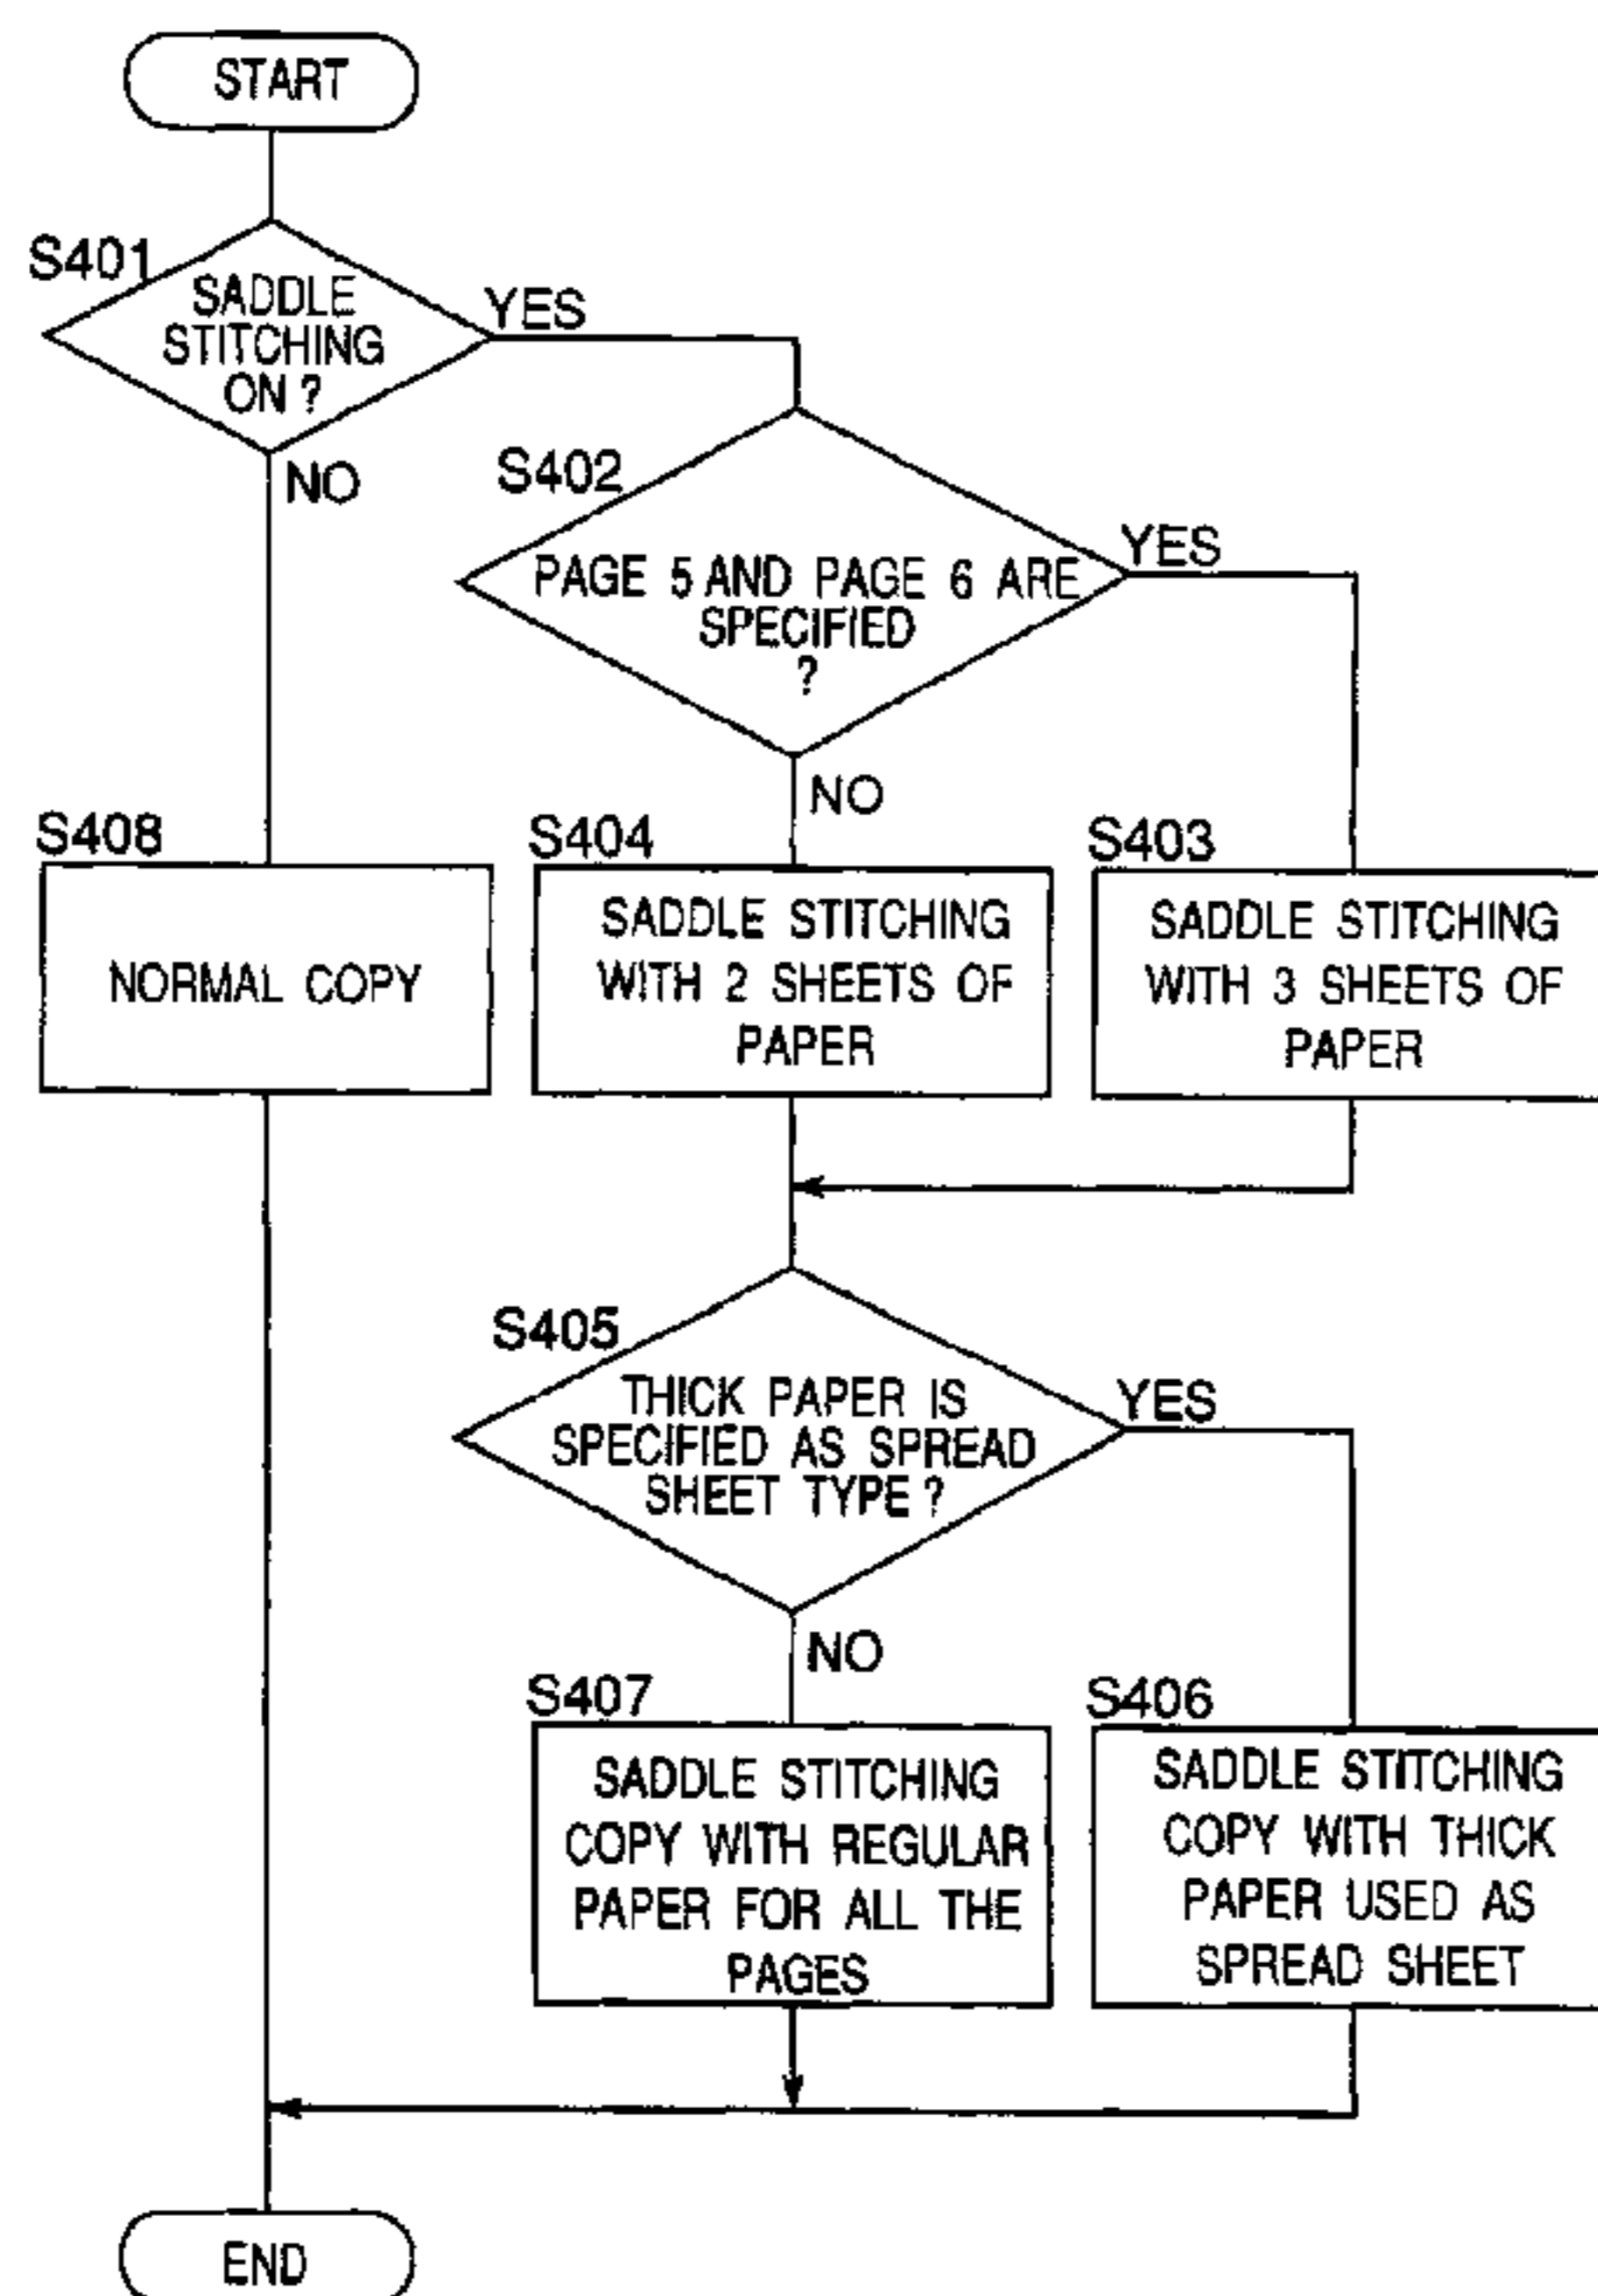 START
S401
SADDLE
STITCHING
ON ?
YES
NO
S402
PAGE 5 AND PAGE 6 ARE
SPECIFIED
?
YES
NO
S408
NORMAL COPY
S404
SADDLE STITCHING
WITH 2 SHEETS OF
PAPER
S403
SADDLE STITCHING
WITH 3 SHEETS OF
PAPER
S405
THICK PAPER IS
SPECIFIED AS SPREAD
SHEET TYPE ?
YES
NO
S407
SADDLE STITCHING
COPY WITH REGULAR
PAPER FOR ALL THE
PAGES
S406
SADDLE STITCHING
COPY WITH THICK
PAPER USED AS
SPREAD SHEET
END